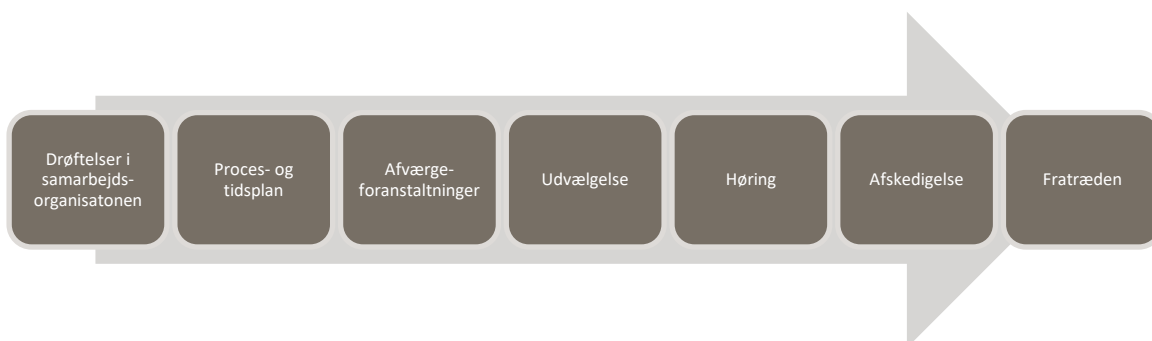 Drøftelser i
samarbejds-
organisatonen
Proces- og
tidsplan
Afværge-
foranstaltninger
Udvælgelse
Høring
Afskedigelse
Fratræden